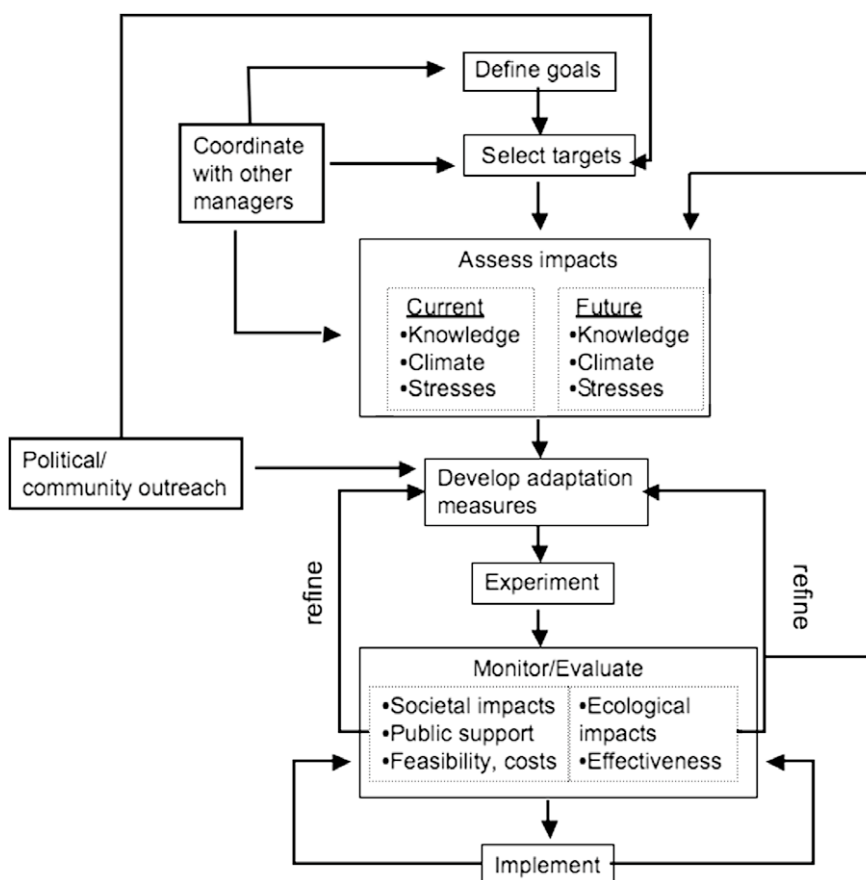 Define goals
Coordinate
with other
managers
Select targets
Assess impacts
Current
•Knowledge
•Climate
•Stresses
Future
•Knowledge
•Climate
•Stresses
Political/
community outreach
Develop adaptation
measures
refine
Experiment
refine
Monitor/Evaluate
•Societal impacts
•Public support
•Feasibility, costs
•Ecological
impacts
•Effectiveness
Implement